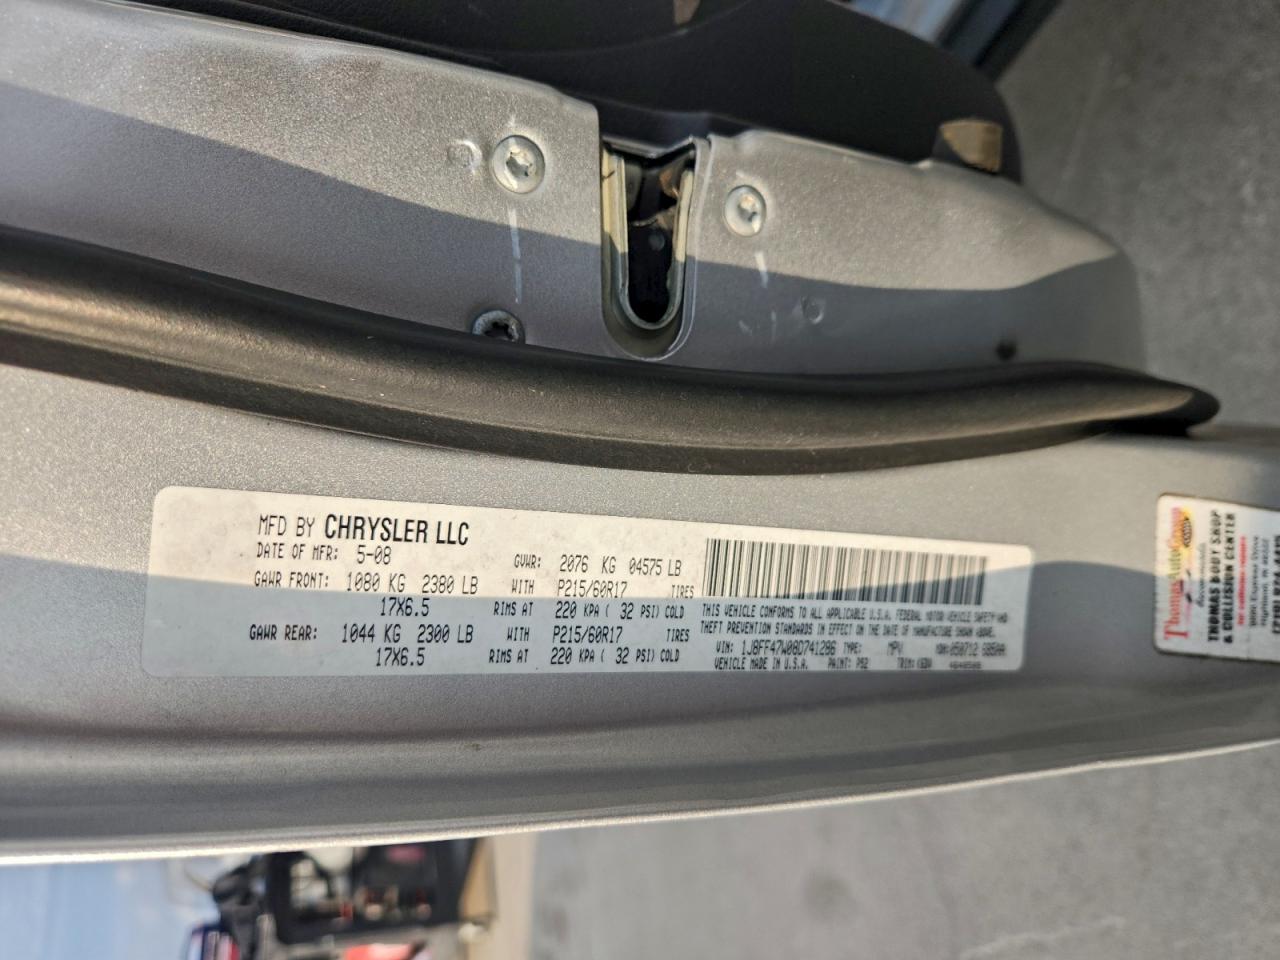 MFD BY CHRYSLER LLC
DATE OF MFR: 5-08
GVWR: 2076 KG 04575 LB
GAWR FRONT: 1080 KG 2380 LB WITH P215/60R17 TIRES
17X6.5 RIMS AT 220 KPA ( 32 PSI) COLD
GAWR REAR: 1044 KG 2300 LB WITH P215/60R17 TIRES
17X6.5 RIMS AT 220 KPA ( 32 PSI) COLD
THIS VEHICLE CONFORMS TO ALL APPLICABLE U.S.A. FEDERAL MOTOR VEHICLE SAFETY AND
THEFT PREVENTION STANDARDS IN EFFECT ON THE DATE OF MANUFACTURE SHOWN ABOVE.
VIN: 1J8FF47W08D741286 TYPE: MPV MDH: 050712
VEHICLE MADE IN U.S.A. PAINT: PS2 TRIM:
THOMAS BODY SHOP
& COLLISION CENTER